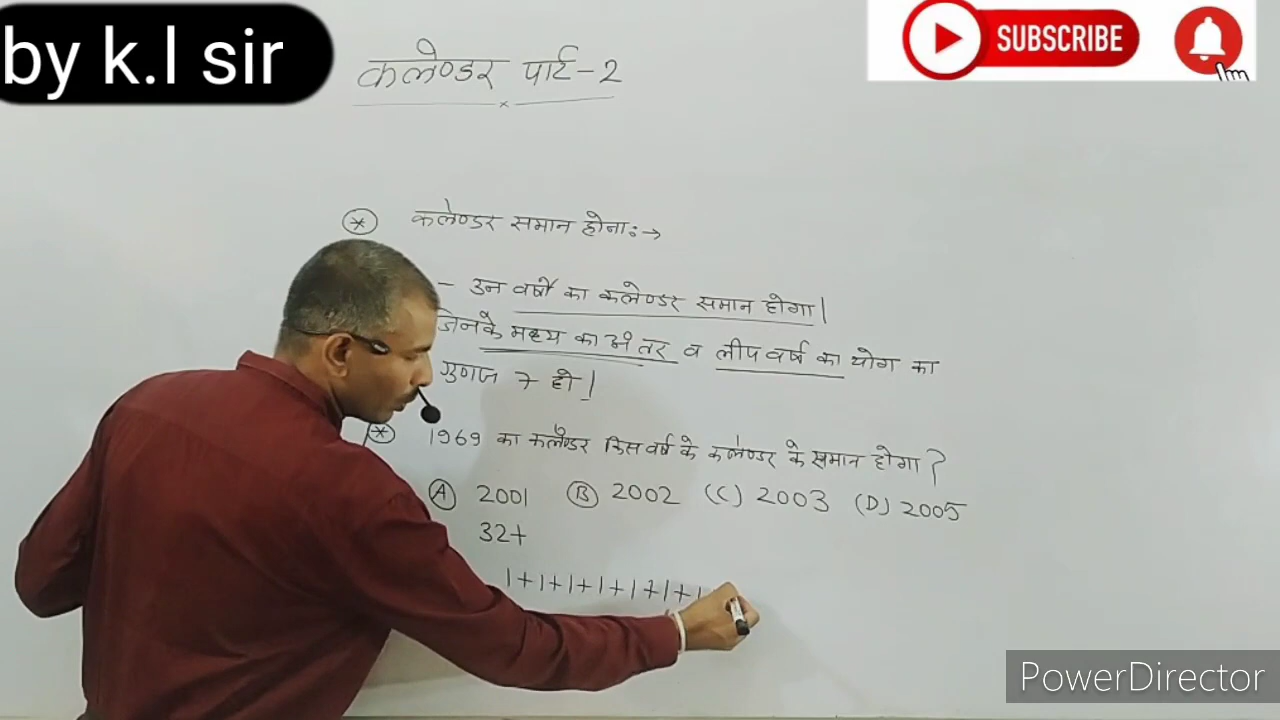 by k.l sir
SUBSCRIBE
कलेण्डर पार्ट-2
* कलेण्डर समान होना:→
- उन वर्षो का कलेण्डर समान होगा।
जिनके मध्य का अंतर व लीप वर्ष का योग का
गुणज 7 हो।
* 1969 का कलैण्डर किस वर्ष के कलेण्डर के समान होगा?
(A) 2001 (B) 2002 (C) 2003 (D) 2005
32+
1+1+1+1+1+1+1
PowerDirector